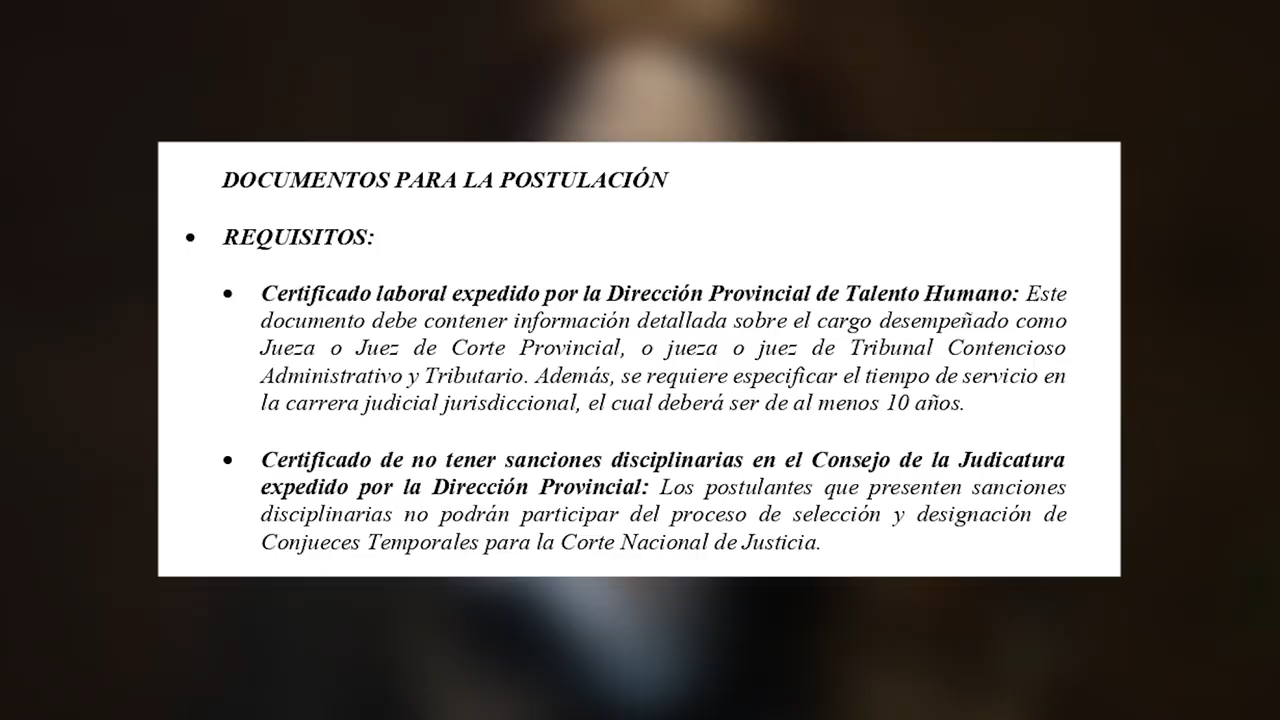 DOCUMENTOS PARA LA POSTULACIÓN
• REQUISITOS:
• Certificado laboral expedido por la Dirección Provincial de Talento Humano: Este
documento debe contener información detallada sobre el cargo desempeñado como
Jueza o Juez de Corte Provincial, o jueza o juez de Tribunal Contencioso
Administrativo y Tributario. Además, se requiere especificar el tiempo de servicio en
la carrera judicial jurisdiccional, el cual deberá ser de al menos 10 años.
• Certificado de no tener sanciones disciplinarias en el Consejo de la Judicatura
expedido por la Dirección Provincial: Los postulantes que presenten sanciones
disciplinarias no podrán participar del proceso de selección y designación de
Conjueces Temporales para la Corte Nacional de Justicia.